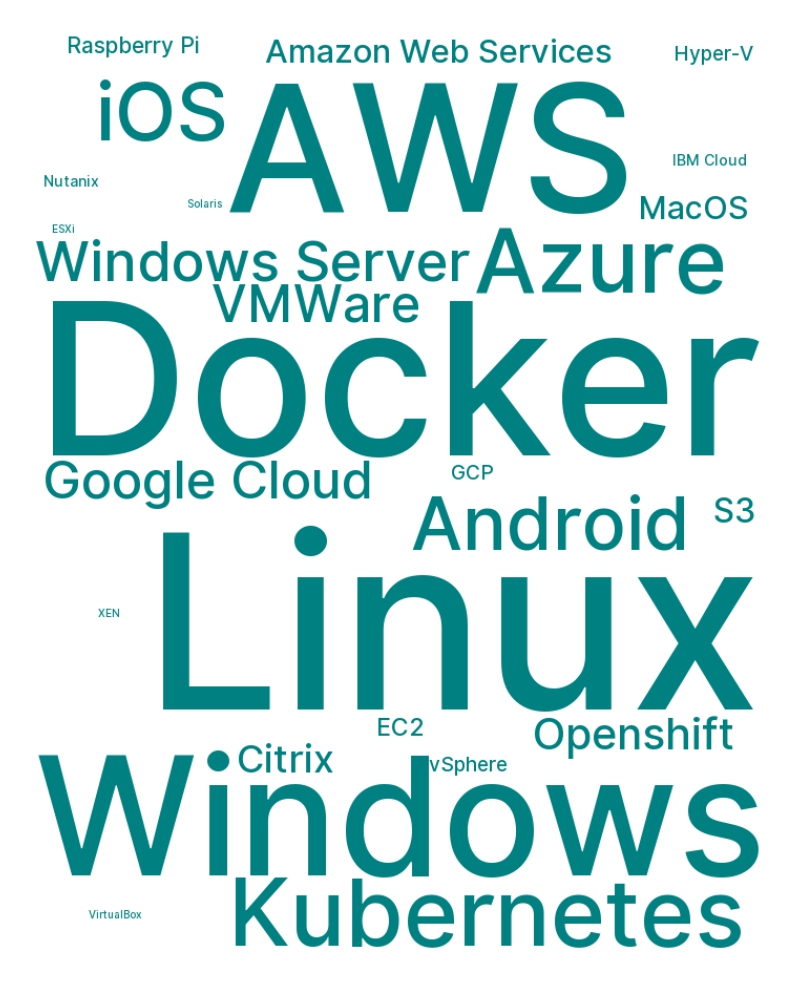 Raspberry Pi
Amazon Web Services
Hyper-V
iOS
AWS
IBM Cloud
Nutanix
Solaris
MacOS
ESXi
Windows Server
Azure
VMWare
Docker
Google Cloud
GCP
Android
S3
Linux
XEN
EC2
Openshift
Citrix
vSphere
Windows
Kubernetes
VirtualBox